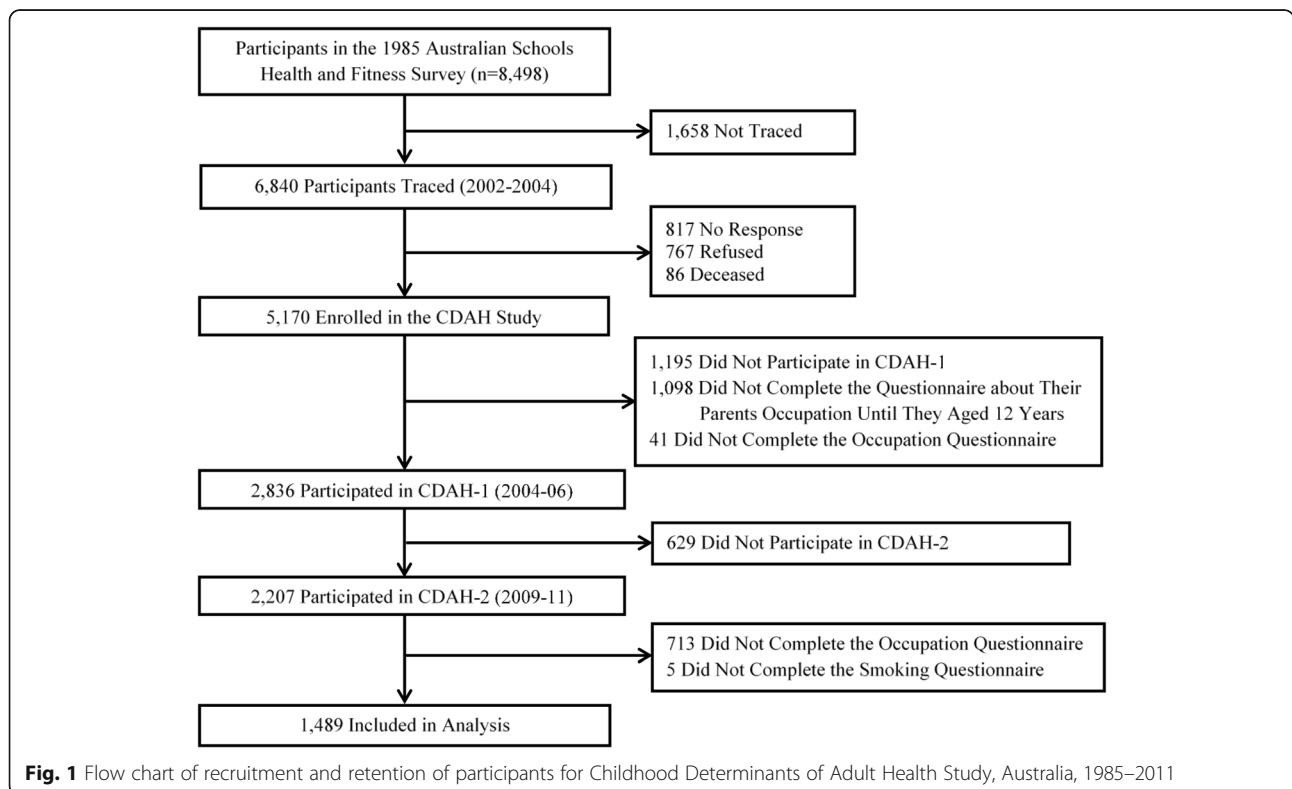 Participants in the 1985 Australian Schools
Health and Fitness Survey (n=8,498)
1,658 Not Traced
6,840 Participants Traced (2002-2004)
817 No Response
767 Refused
86 Deceased
5,170 Enrolled in the CDAH Study
1,195 Did Not Participate in CDAH-1
1,098 Did Not Complete the Questionnaire about Their
Parents Occupation Until They Aged 12 Years
41 Did Not Complete the Occupation Questionnaire
2,836 Participated in CDAH-1 (2004-06)
629 Did Not Participate in CDAH-2
2,207 Participated in CDAH-2 (2009-11)
713 Did Not Complete the Occupation Questionnaire
5 Did Not Complete the Smoking Questionnaire
1,489 Included in Analysis
Fig. 1 Flow chart of recruitment and retention of participants for Childhood Determinants of Adult Health Study, Australia, 1985–2011